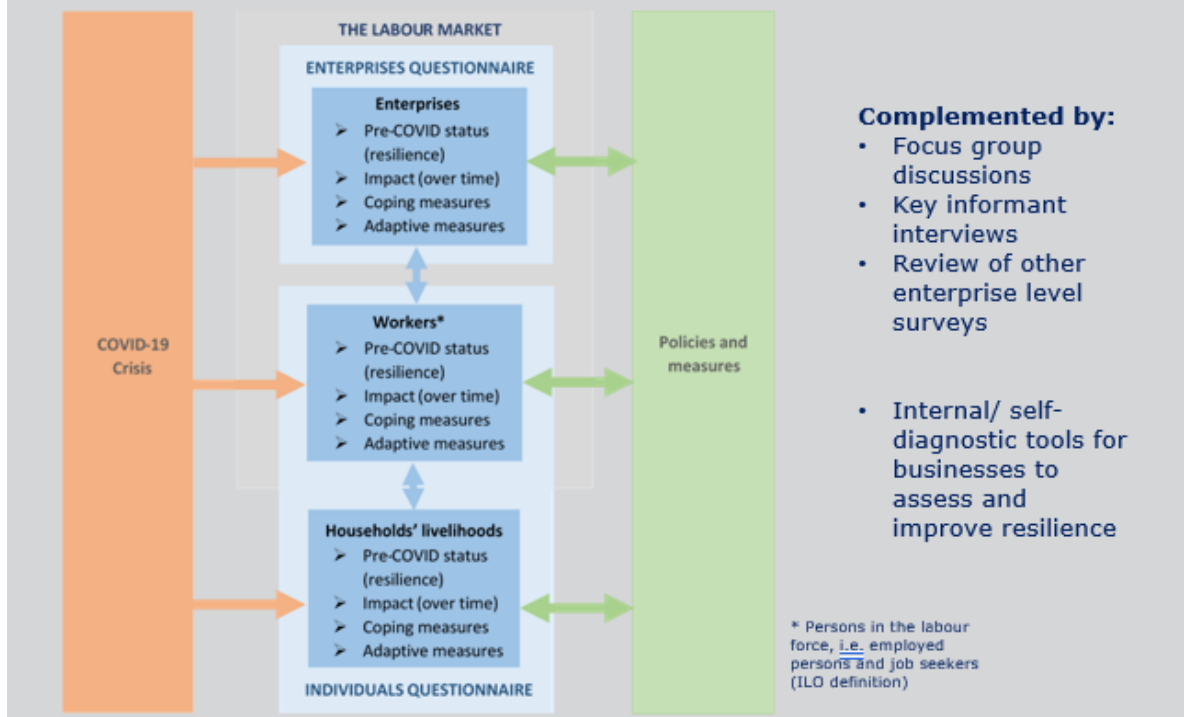 THE LABOUR MARKET
ENTERPRISES QUESTIONNAIRE
Enterprises
➢ Pre-COVID status
(resilience)
➢ Impact (over time)
➢ Coping measures
➢ Adaptive measures
Workers*
➢ Pre-COVID status
(resilience)
➢ Impact (over time)
➢ Coping measures
➢ Adaptive measures
Households’ livelihoods
➢ Pre-COVID status
(resilience)
➢ Impact (over time)
➢ Coping measures
➢ Adaptive measures
INDIVIDUALS QUESTIONNAIRE
COVID-19
Crisis
Policies and
measures
Complemented by:
• Focus group
discussions
• Key informant
interviews
• Review of other
enterprise level
surveys
• Internal/ self-
diagnostic tools for
businesses to
assess and
improve resilience
* Persons in the labour
force, i.e. employed
persons and job seekers
(ILO definition)